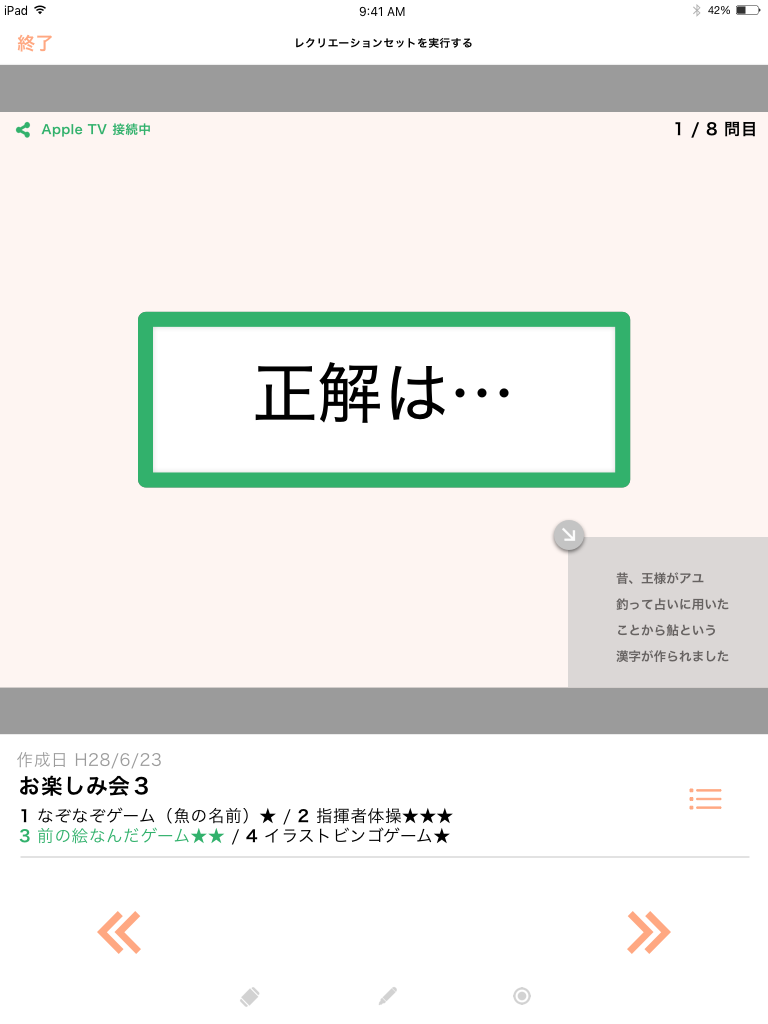 iPad 9:41 AM 42%
終了 レクリエーションセットを実行する
Apple TV 接続中 1 / 8 問目
正解は…
昔、王様がアユ
釣って占いに用いた
ことから鮎という
漢字が作られました
作成日 H28/6/23
お楽しみ会３
1 なぞなぞゲーム（魚の名前）★ / 2 指揮者体操★★★
3 前の絵なんだゲーム★★ / 4 イラストビンゴゲーム★